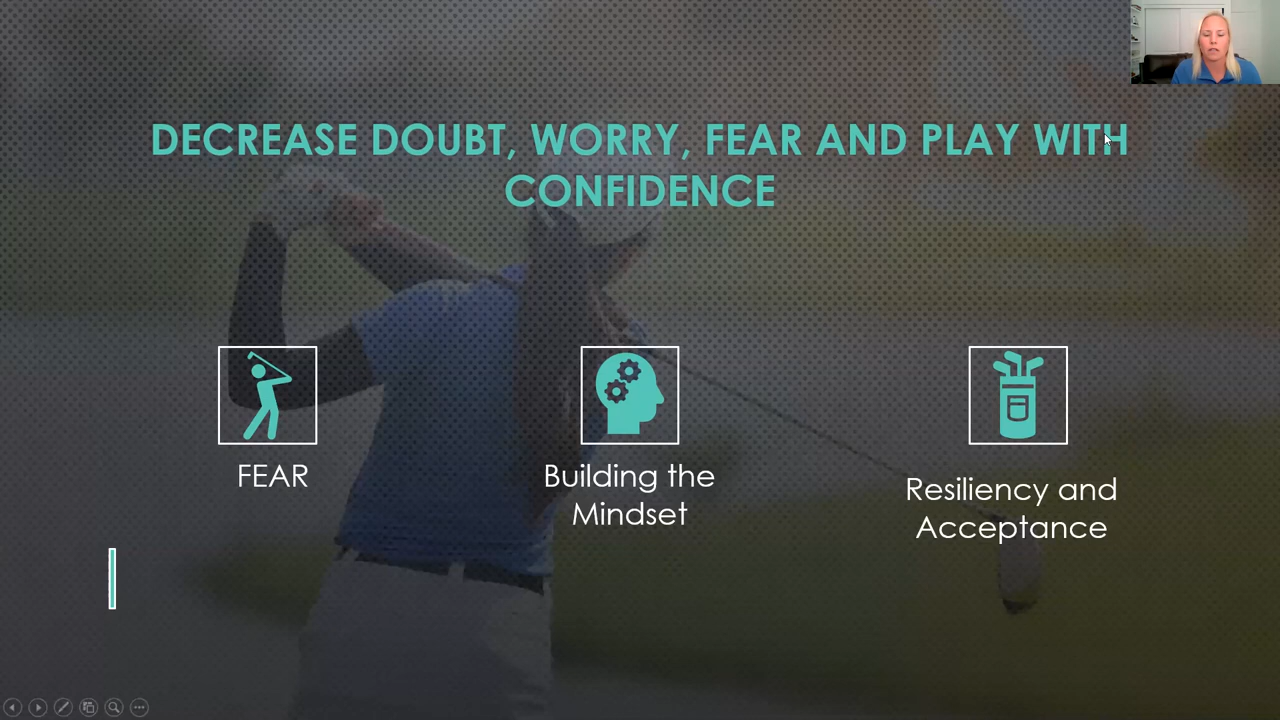 DECREASE DOUBT, WORRY, FEAR AND PLAY WITH
CONFIDENCE
FEAR
Building the
Mindset
Resiliency and
Acceptance